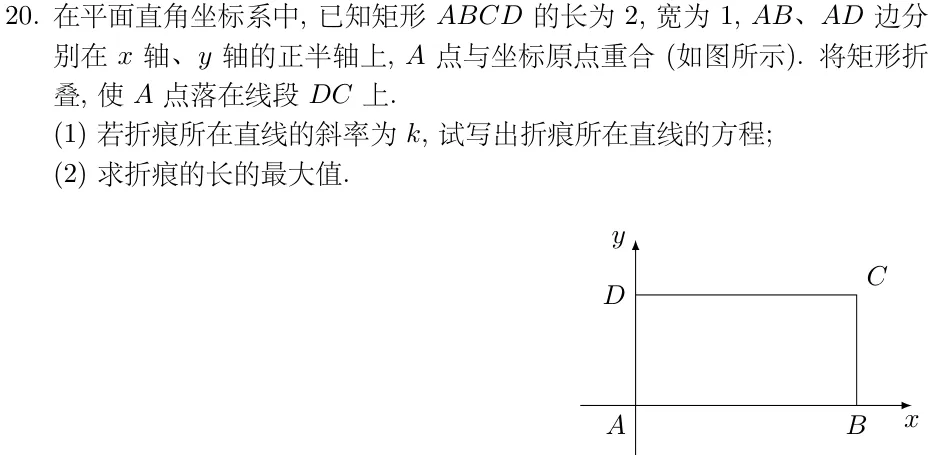 20. 在平面直角坐标系中, 已知矩形 ABCD 的长为 2, 宽为 1, AB、AD 边分
别在 x 轴、y 轴的正半轴上, A 点与坐标原点重合 (如图所示). 将矩形折
叠, 使 A 点落在线段 DC 上.
(1) 若折痕所在直线的斜率为 k, 试写出折痕所在直线的方程;
(2) 求折痕的长的最大值.
y
C
D
A
B
x